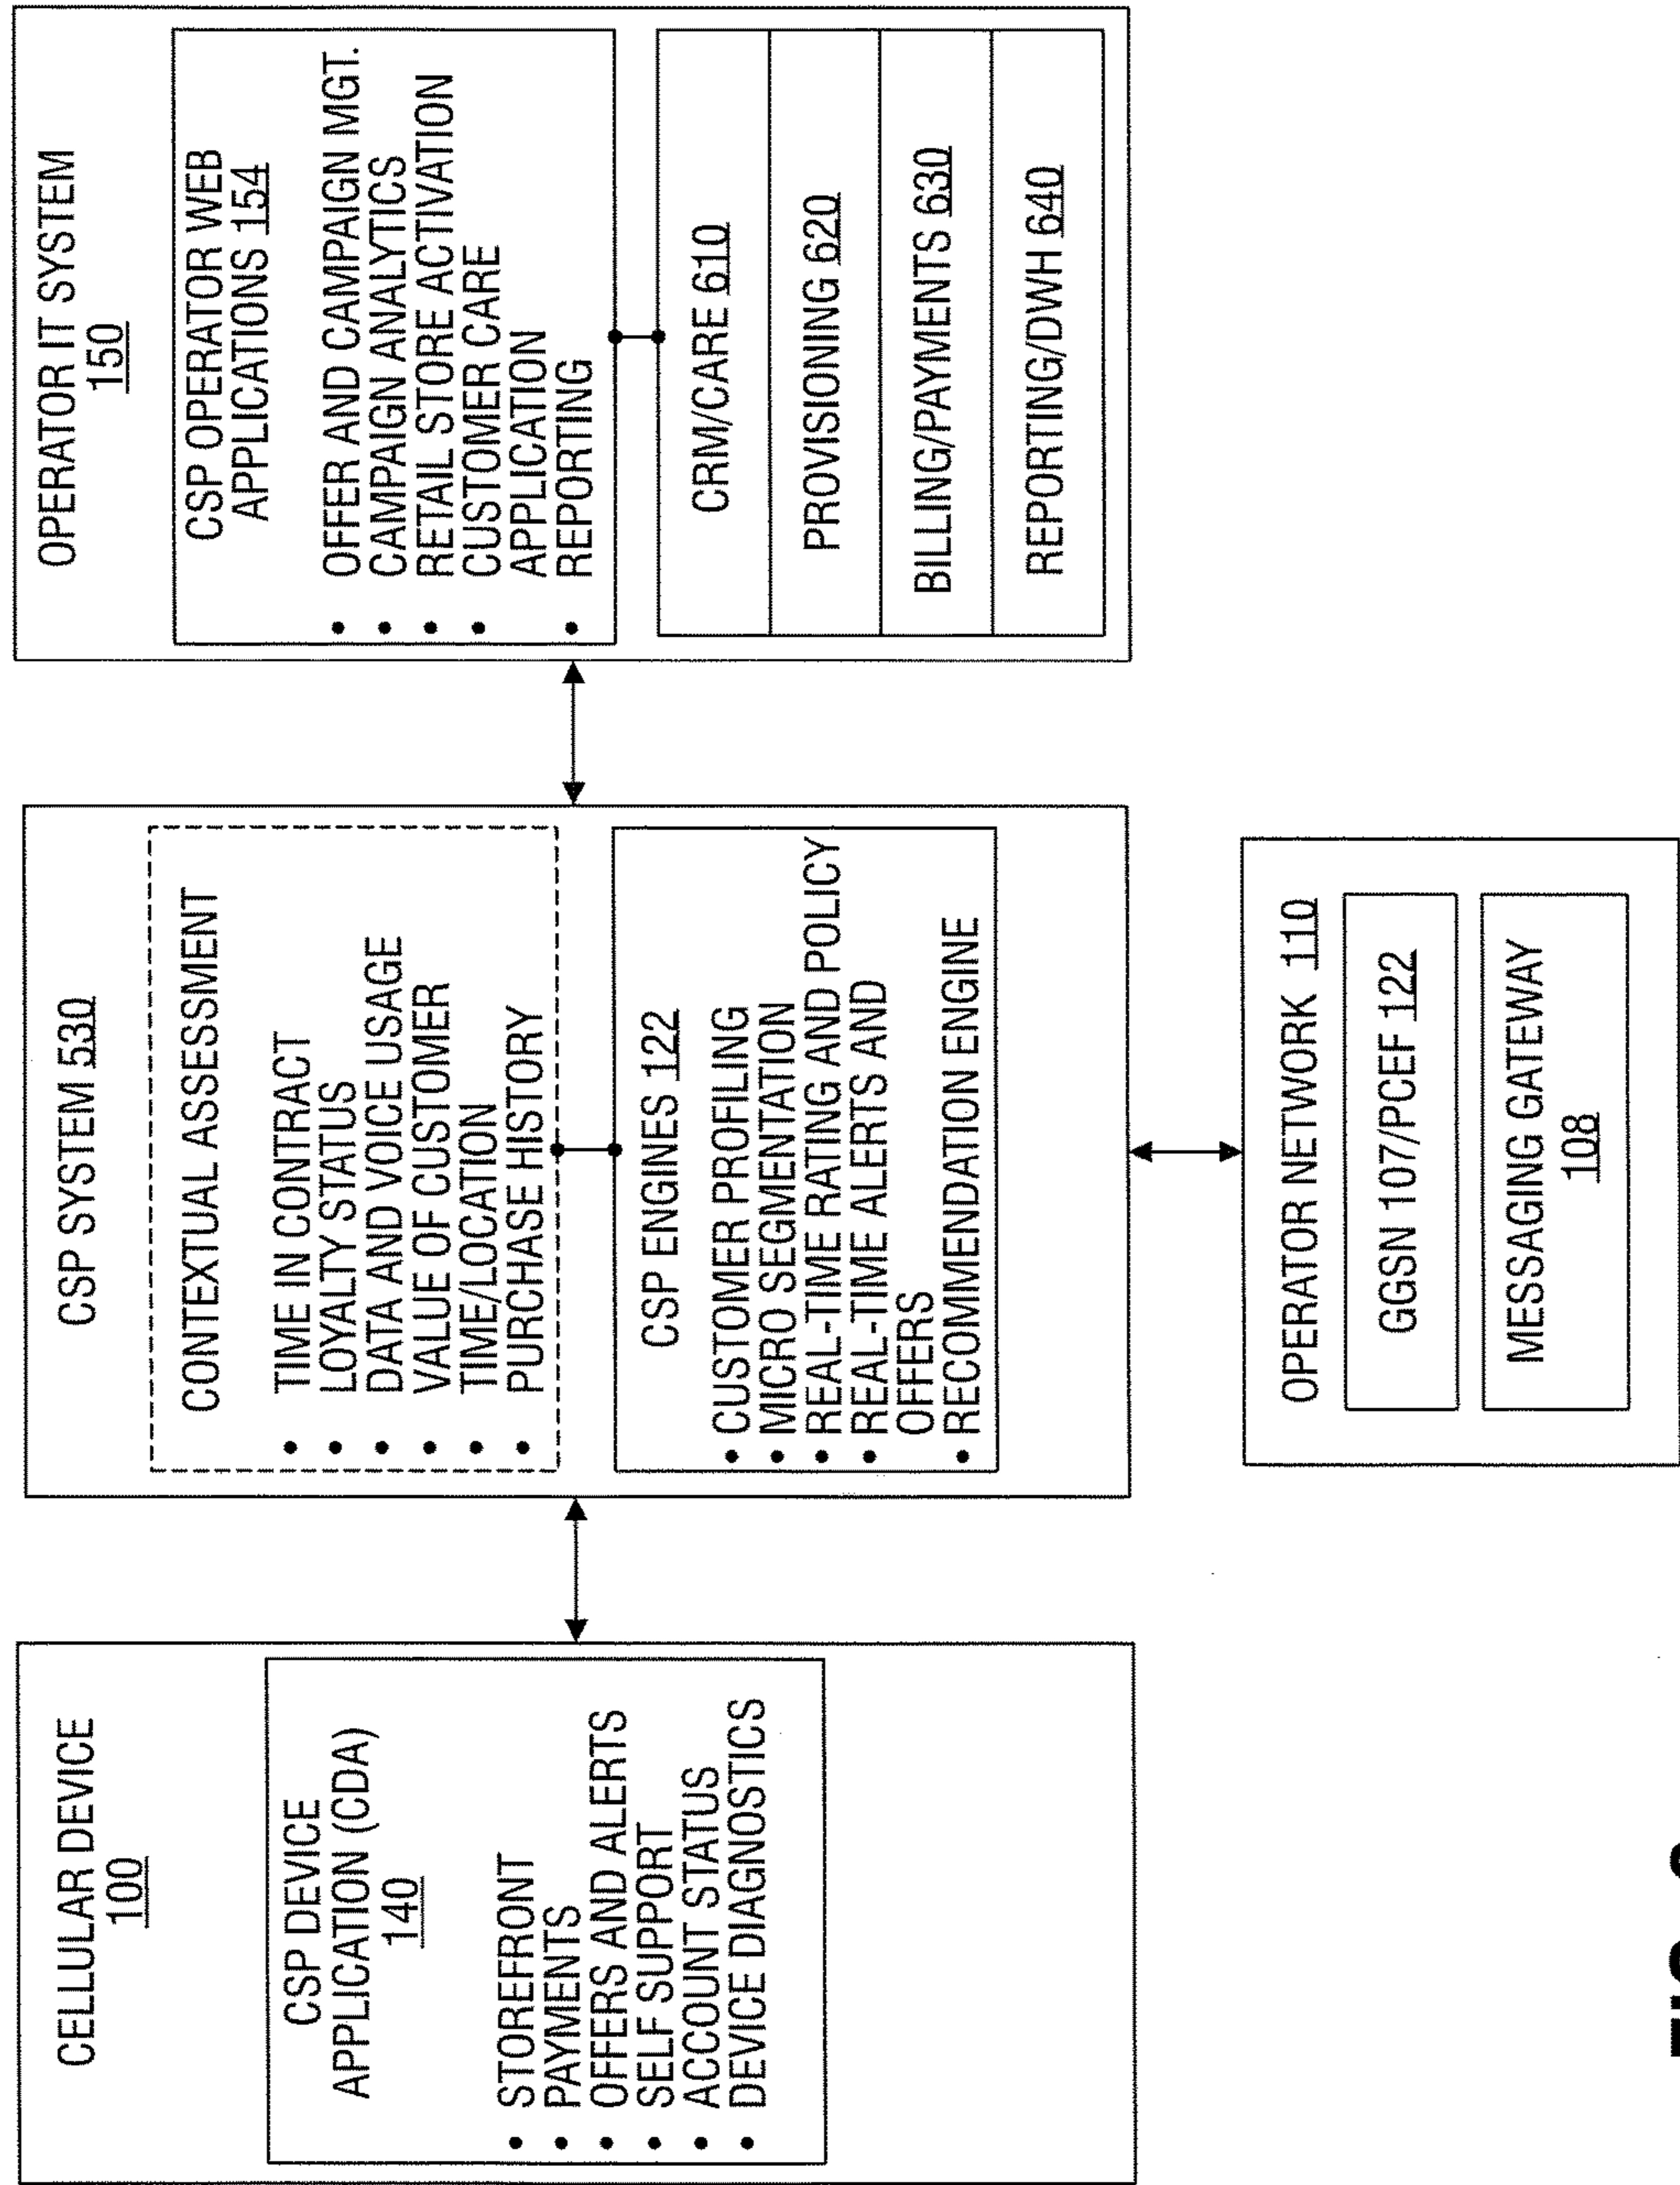 CELLULAR DEVICE
100
CSP DEVICE
APPLICATION (CDA)
140
• STOREFRONT
• PAYMENTS
• OFFERS AND ALERTS
• SELF SUPPORT
• ACCOUNT STATUS
• DEVICE DIAGNOSTICS
CSP SYSTEM 530
CONTEXTUAL ASSESSMENT
• TIME IN CONTRACT
• LOYALTY STATUS
• DATA AND VOICE USAGE
• VALUE OF CUSTOMER
• TIME/LOCATION
• PURCHASE HISTORY
CSP ENGINES 122
• CUSTOMER PROFILING
• MICRO SEGMENTATION
• REAL-TIME RATING AND POLICY
• REAL-TIME ALERTS AND
OFFERS
• RECOMMENDATION ENGINE
OPERATOR IT SYSTEM
150
CSP OPERATOR WEB
APPLICATIONS 154
• OFFER AND CAMPAIGN MGT.
• CAMPAIGN ANALYTICS
• RETAIL STORE ACTIVATION
• CUSTOMER CARE
APPLICATION
• REPORTING
CRM/CARE 610
PROVISIONING 620
BILLING/PAYMENTS 630
REPORTING/DWH 640
OPERATOR NETWORK 110
GGSN 107/PCEF 122
MESSAGING GATEWAY
108